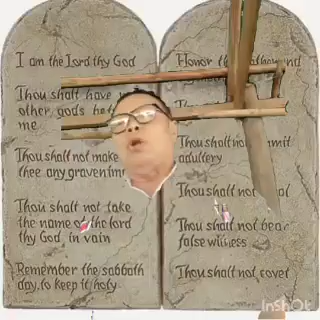 I am the Lord thy God
Thou shalt have
other gods
me
Thou shalt not make
thee any graven
Thou shalt not take
the name of the lord
thy God in vain
Remember the sabbath
day, to keep it holy
Honor
Thou shalt not
adultery
Thou shalt not
Thou shalt not bear
false witness
Thou shalt not covet
InShOt